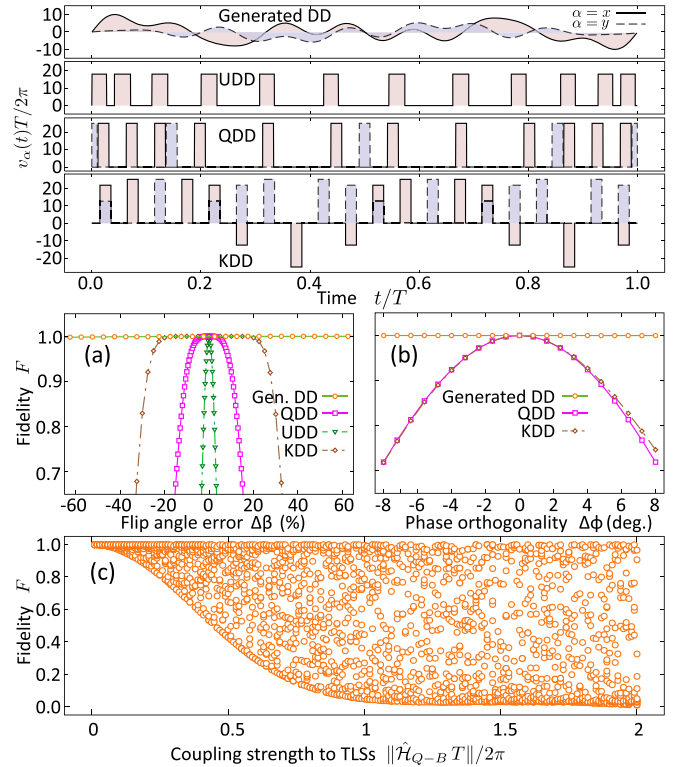 Generated DD
α = x
α = y
10
0
-10
UDD
20
10
0
QDD
20
10
0
20
10
0
-10
-20
KDD
v_α(t)T/2π
0.0 0.2 0.4 0.6 0.8 1.0
Time t/T
(a)
1.0
0.9
0.8
0.7
Fidelity F
Gen. DD
QDD
UDD
KDD
-60 -40 -20 0 20 40 60
Flip angle error Δβ (%)
(b)
Generated DD
QDD
KDD
-8 -6 -4 -2 0 2 4 6 8
Phase orthogonality Δϕ (deg.)
(c)
1.0
0.8
0.6
0.4
0.2
0.0
Fidelity F
0 0.5 1 1.5 2
Coupling strength to TLSs ∥Ĥ_{Q−B} T∥/2π